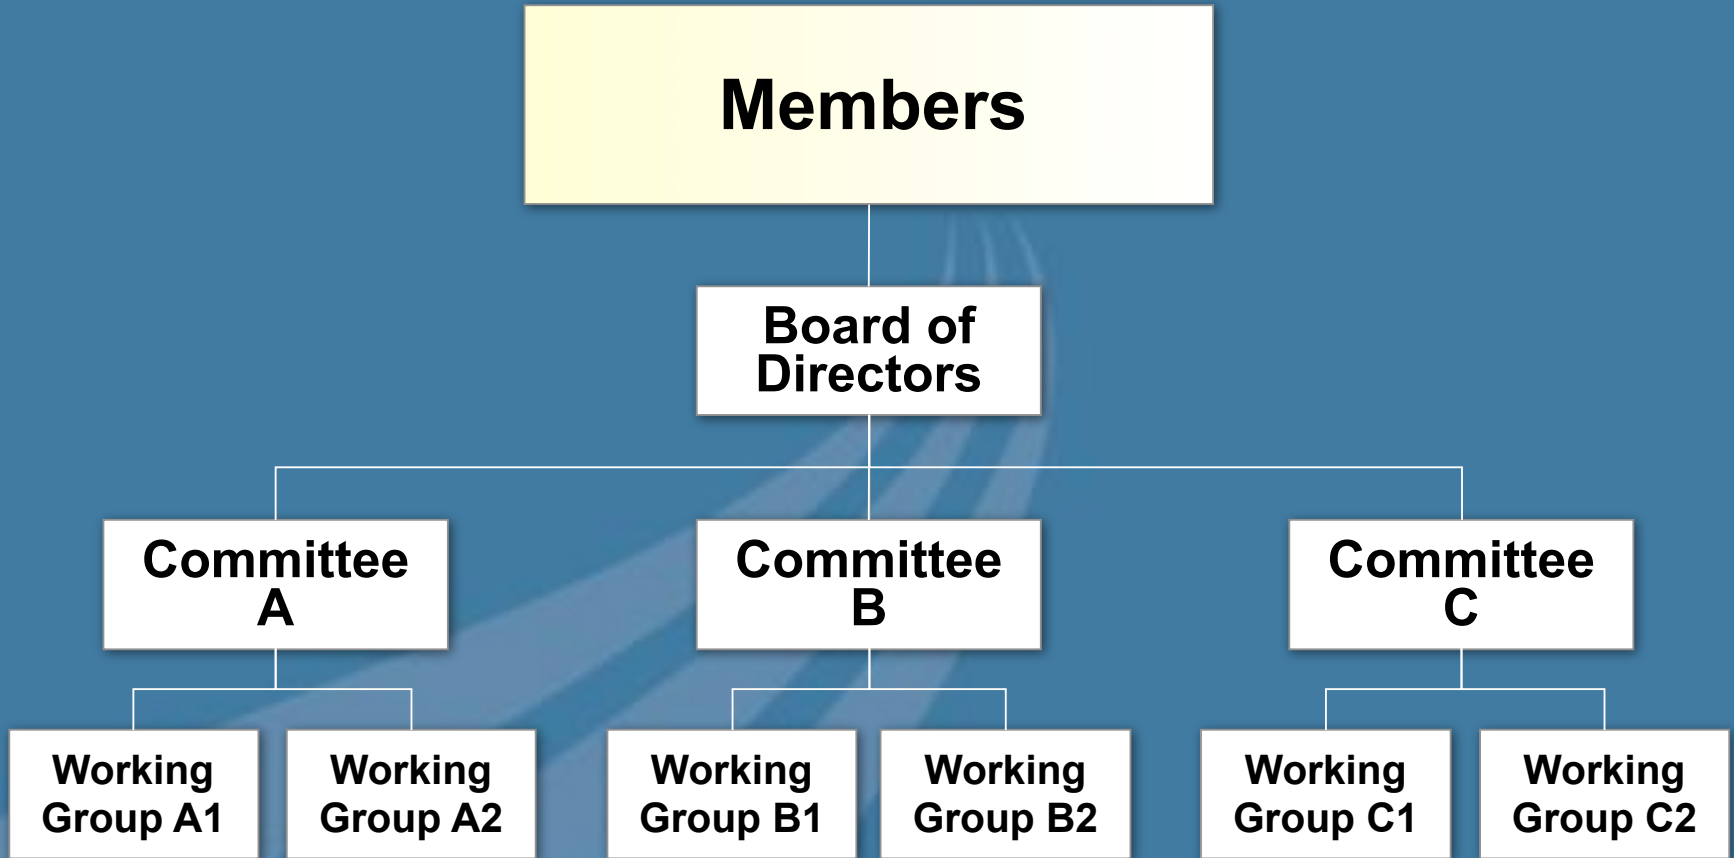 Members
Board of
Directors
Committee
A
Committee
B
Committee
C
Working
Group A1
Working
Group A2
Working
Group B1
Working
Group B2
Working
Group C1
Working
Group C2